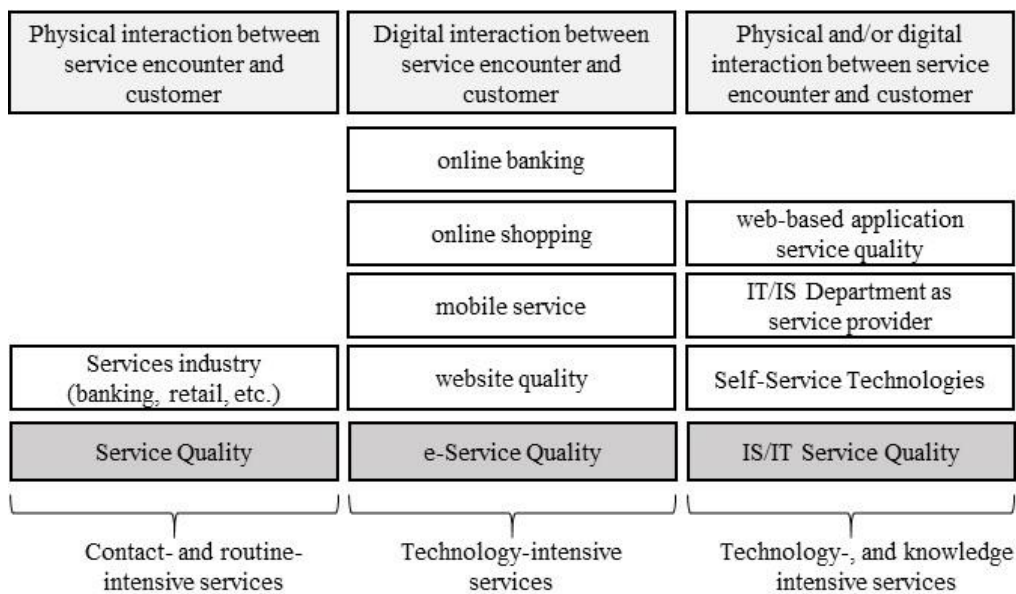 Physical interaction between
service encounter and
customer
Digital interaction between
service encounter and
customer
Physical and/or digital
interaction between service
encounter and customer
online banking
online shopping
web-based application
service quality
mobile service
IT/IS Department as
service provider
Services industry
(banking, retail, etc.)
website quality
Self-Service Technologies
Service Quality
e-Service Quality
IS/IT Service Quality
Contact- and routine-
intensive services
Technology-intensive
services
Technology-, and knowledge
intensive services